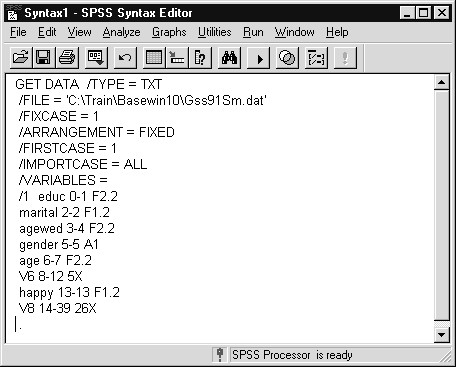 Syntax1 - SPSS Syntax Editor
File Edit View Analyze Graphs Utilities Run Window Help
GET DATA /TYPE = TXT
/FILE = 'C:\Train\Basewin10\Gss91Sm.dat'
/FIXCASE = 1
/ARRANGEMENT = FIXED
/FIRSTCASE = 1
/IMPORTCASE = ALL
/VARIABLES =
/1 educ 0-1 F2.2
marital 2-2 F1.2
agewed 3-4 F2.2
gender 5-5 A1
age 6-7 F2.2
V6 8-12 5X
happy 13-13 F1.2
V8 14-39 26X
.
SPSS Processor is ready